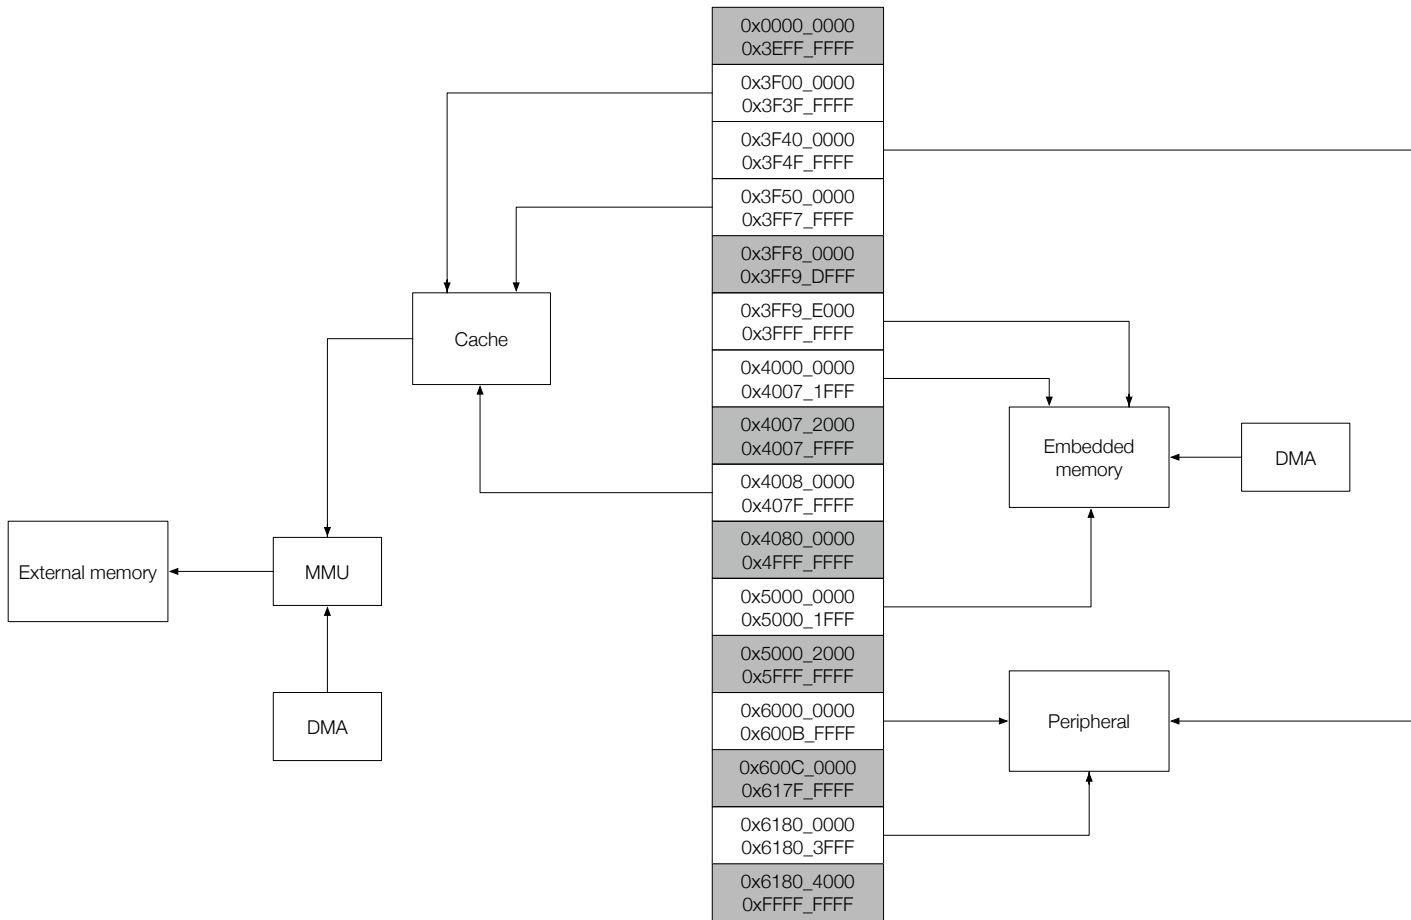 0x0000_0000
0x3EFF_FFFF
0x3F00_0000
0x3F3F_FFFF
0x3F40_0000
0x3F4F_FFFF
0x3F50_0000
0x3FF7_FFFF
0x3FF8_0000
0x3FF9_DFFF
0x3FF9_E000
0x3FFF_FFFF
0x4000_0000
0x4007_1FFF
0x4007_2000
0x4007_FFFF
0x4008_0000
0x407F_FFFF
0x4080_0000
0x4FFF_FFFF
0x5000_0000
0x5000_1FFF
0x5000_2000
0x5FFF_FFFF
0x6000_0000
0x600B_FFFF
0x600C_0000
0x617F_FFFF
0x6180_0000
0x6180_3FFF
0x6180_4000
0xFFFF_FFFF
Cache
External memory
MMU
DMA
Embedded
memory
DMA
Peripheral